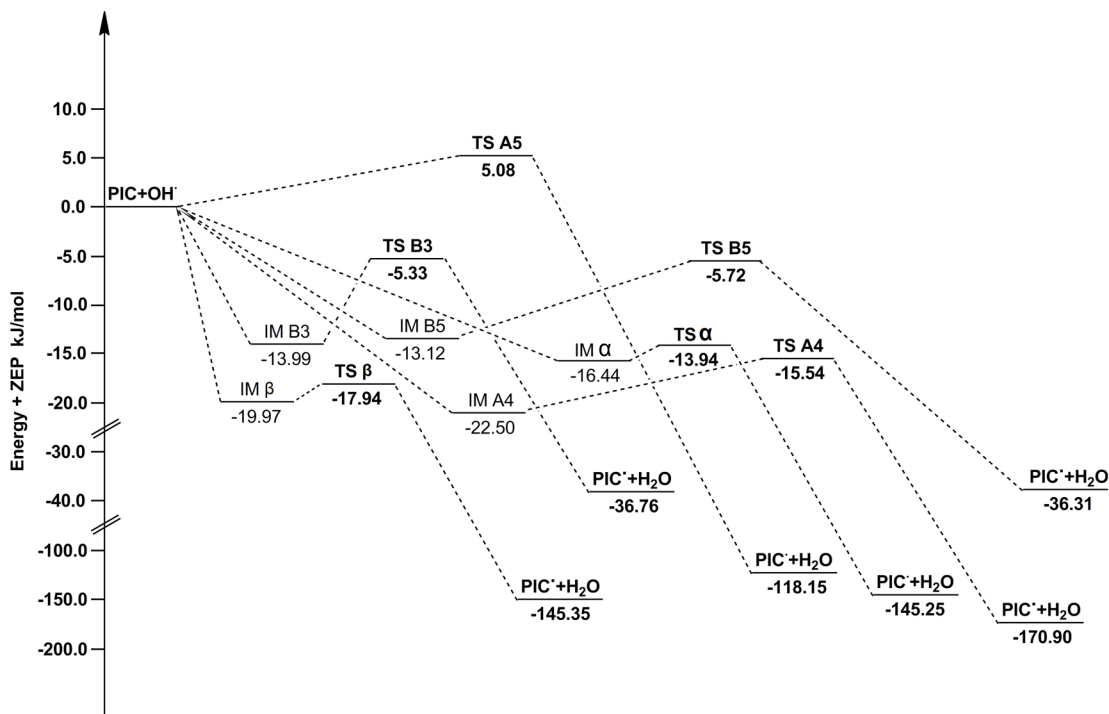 10.0
TS A5
5.0
5.08
PIC+OH·
0.0
TS B3
TS B5
-5.0
-5.33
-5.72
-10.0
IM B3
IM B5
TS α
-13.99
-13.12
IM α
-13.94
TS A4
-15.0
-16.44
-15.54
TS β
IM β
-17.94
IM A4
-20.0
-19.97
-22.50
Energy + ZEP kJ/mol
-30.0
PIC·+H₂O
PIC·+H₂O
-40.0
-36.76
-36.31
-100.0
PIC·+H₂O
-118.15
PIC·+H₂O
PIC·+H₂O
-150.0
-145.35
-145.25
PIC·+H₂O
-170.90
-200.0